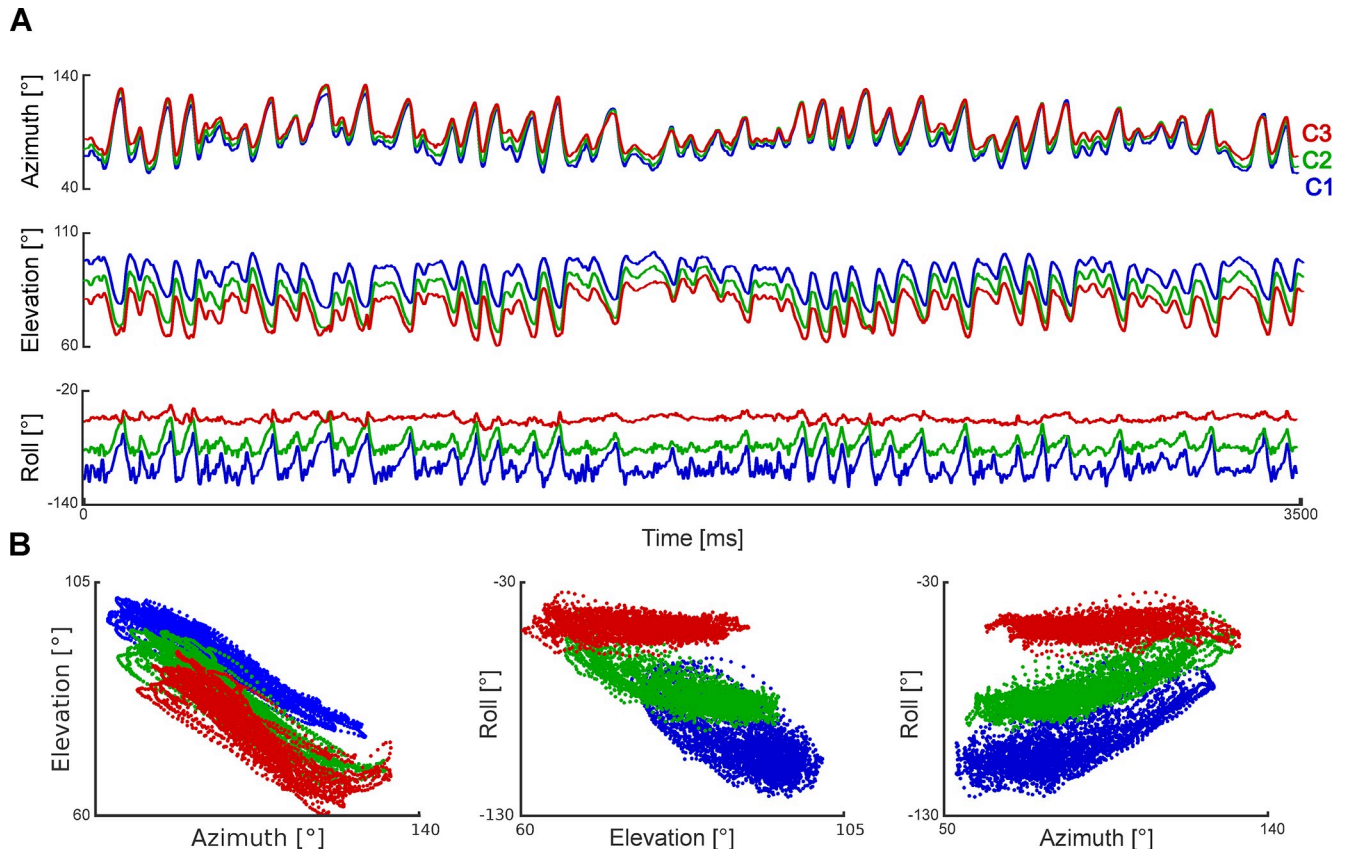 A
140
Azimuth [°]
40
C3
C2
C1
110
Elevation [°]
60
-20
Roll [°]
-140
0
3500
Time [ms]
B
105
Elevation [°]
60
Azimuth [°]
140
-30
Roll [°]
-130
60
Elevation [°]
105
-30
Roll [°]
-130
50
Azimuth [°]
140